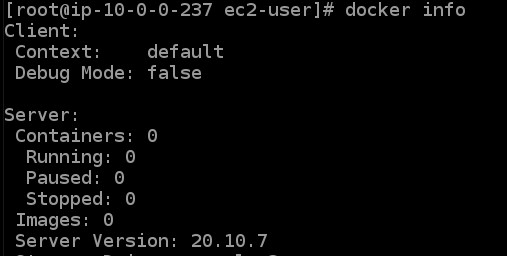 [root@ip-10-0-0-237 ec2-user]# docker info
Client:
 Context:    default
 Debug Mode: false

Server:
 Containers: 0
  Running: 0
  Paused: 0
  Stopped: 0
 Images: 0
 Server Version: 20.10.7